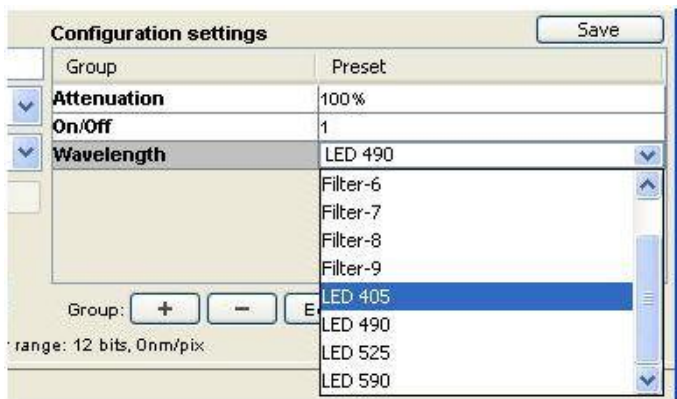 Configuration settings Save
Group Preset
Attenuation 100%
On/Off 1
Wavelength LED 490
Filter-6
Filter-7
Filter-8
Filter-9
LED 405
Group: + −
LED 490
range: 12 bits, 0nm/pix
LED 525
LED 590